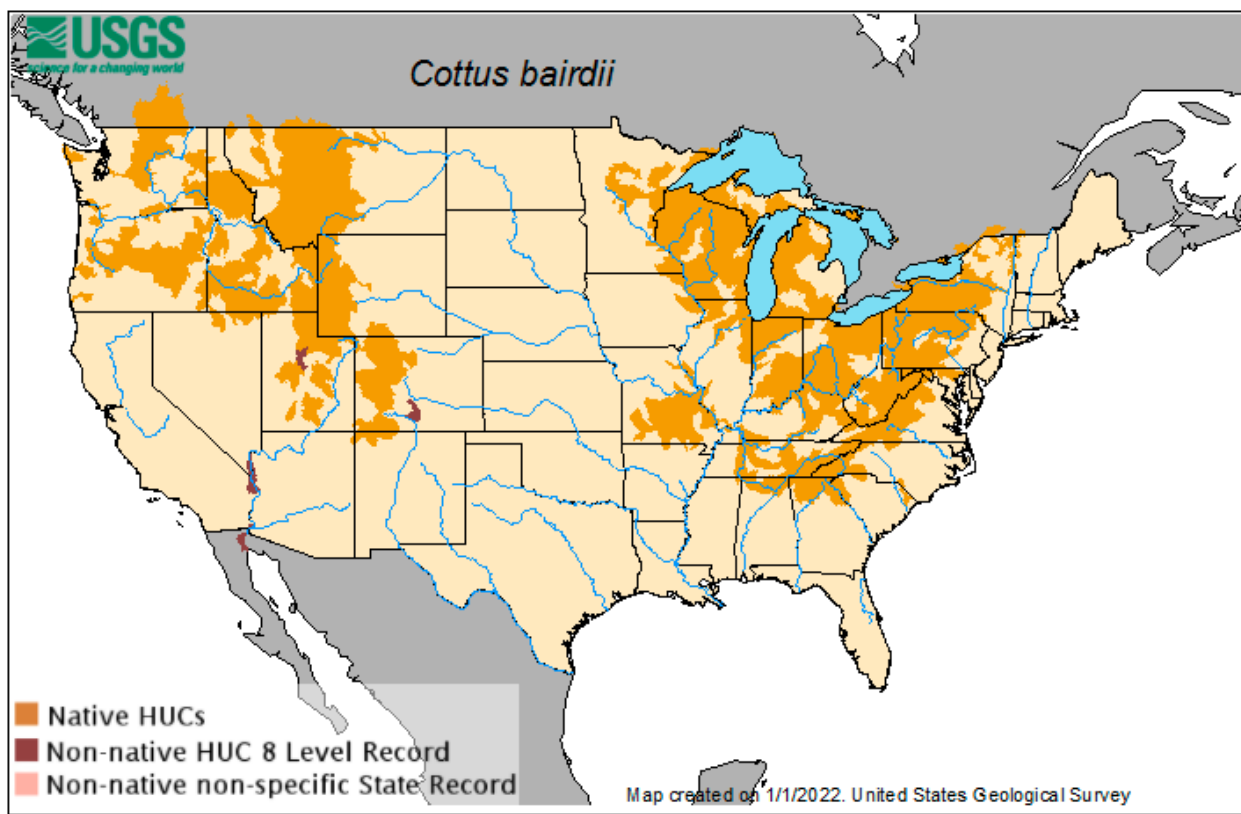 USGS
science for a changing world
Cottus bairdii
Native HUCs
Non-native HUC 8 Level Record
Non-native non-specific State Record
Map created on 1/1/2022. United States Geological Survey